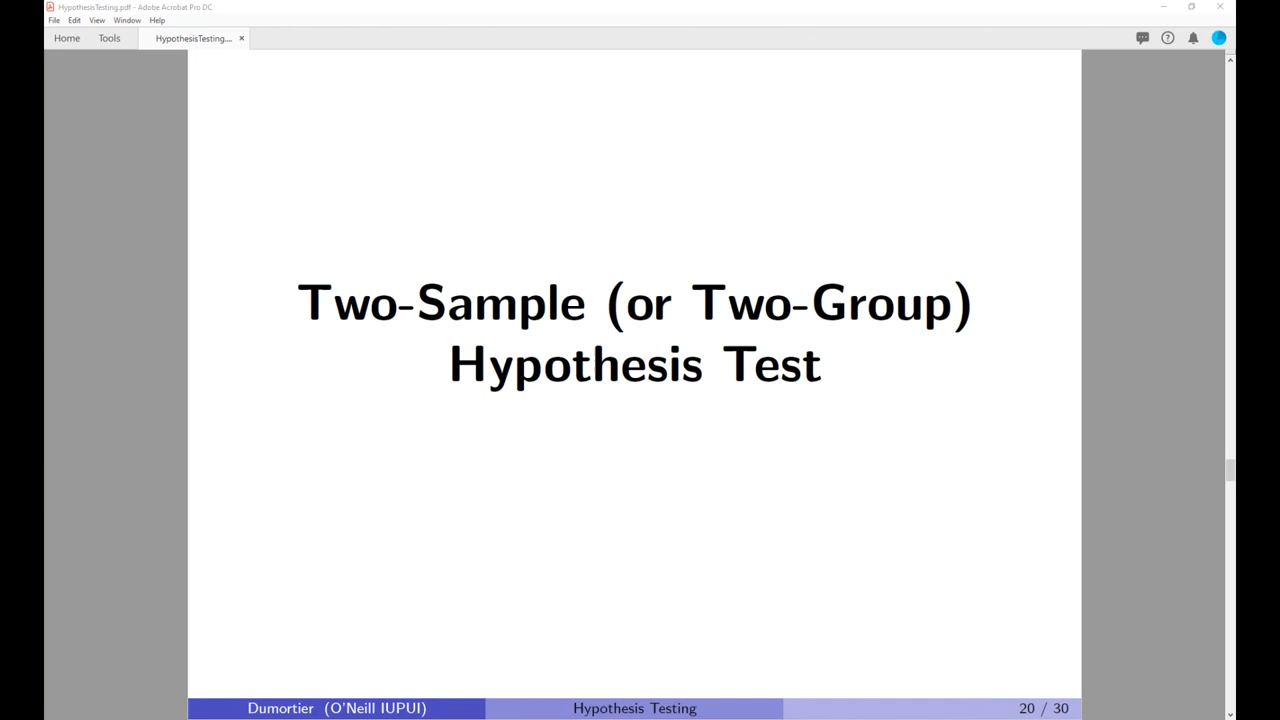 HypothesisTesting.pdf - Adobe Acrobat Pro DC
File Edit View Window Help
Home Tools HypothesisTesting....
Two-Sample (or Two-Group)
Hypothesis Test
Dumortier (O'Neill IUPUI) Hypothesis Testing 20 / 30